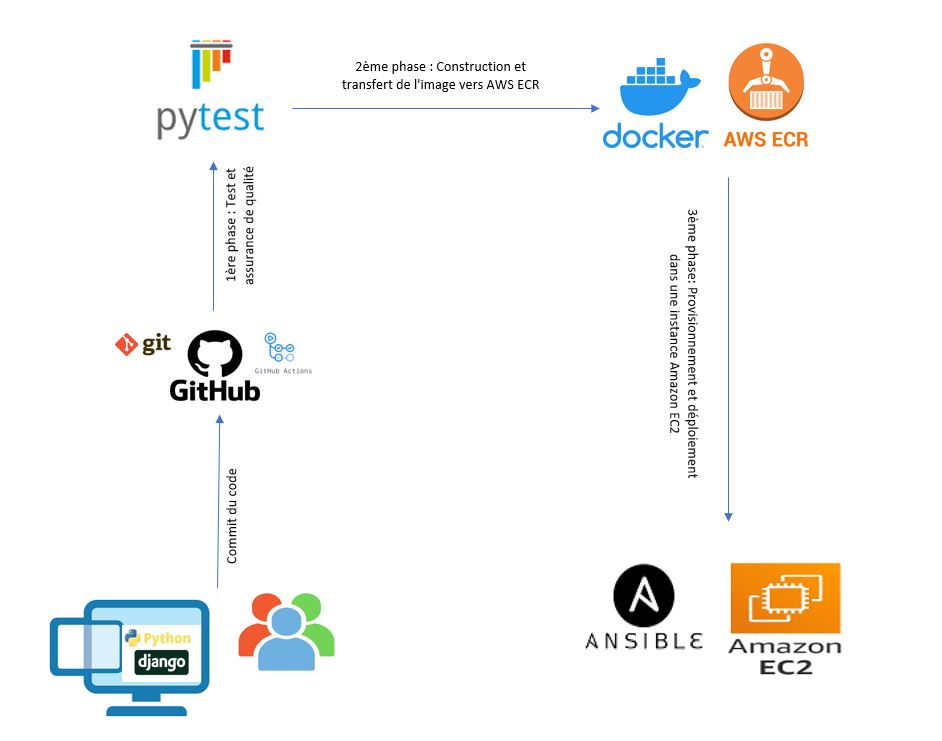 pytest
2ème phase : Construction et
transfert de l'image vers AWS ECR
docker
AWS ECR
1ère phase : Test et
assurance de qualité
3ème phase: Provisionnement et déploiement
dans une instance Amazon EC2
git
GitHub
GitHub Actions
Commit du code
Python
django
ANSIBLE
Amazon
EC2